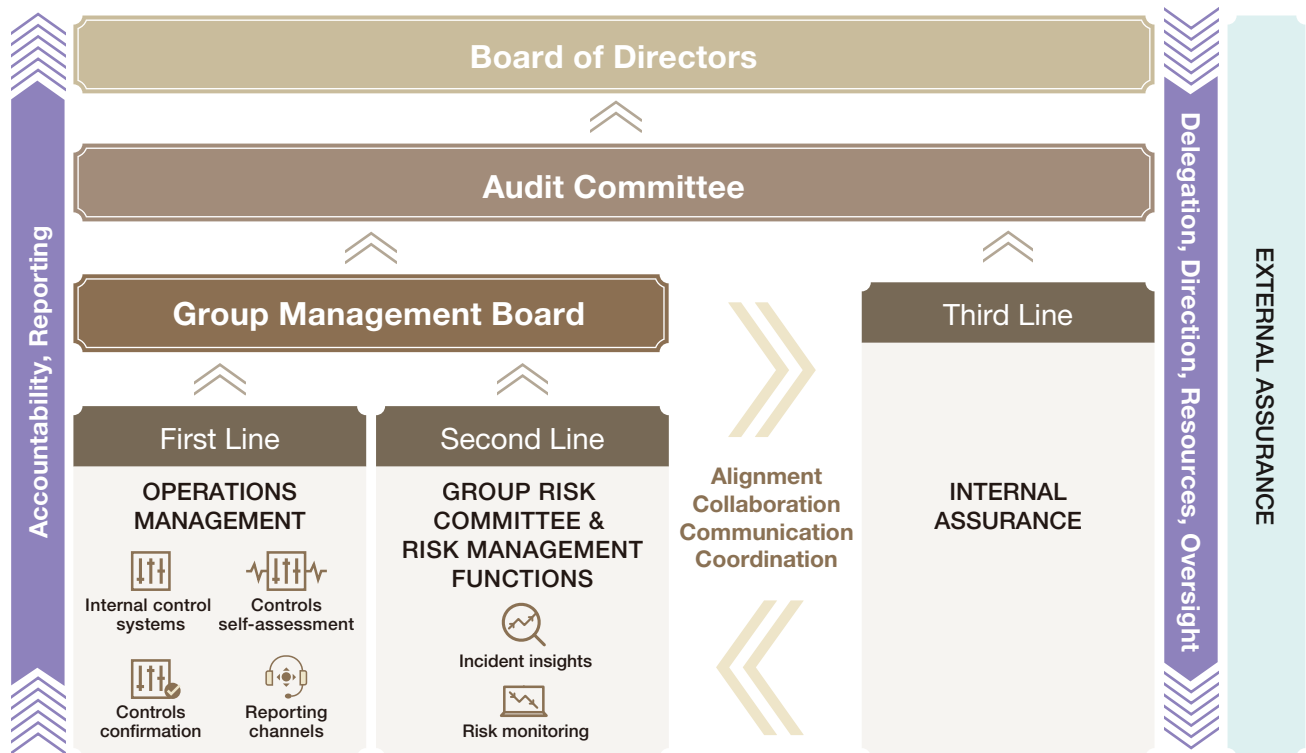 Board of Directors
Audit Committee
Group Management Board
Accountability, Reporting
First Line
OPERATIONS
MANAGEMENT
Internal control
systems
Controls
self-assessment
Controls
confirmation
Reporting
channels
Second Line
GROUP RISK
COMMITTEE &
RISK MANAGEMENT
FUNCTIONS
Incident insights
Risk monitoring
Alignment
Collaboration
Communication
Coordination
Third Line
INTERNAL
ASSURANCE
Delegation, Direction, Resources, Oversight
EXTERNAL ASSURANCE